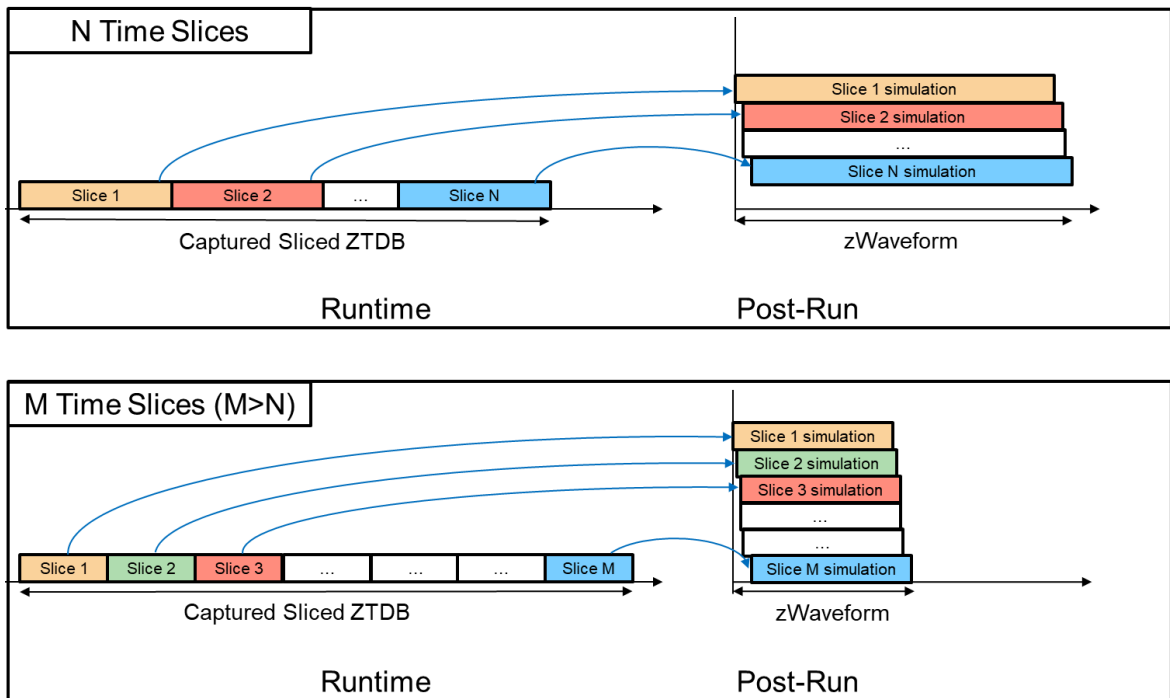 N Time Slices
Slice 1 simulation
Slice 2 simulation
...
Slice N simulation
Slice 1
Slice 2
...
Slice N
Captured Sliced ZTDB
zWaveform
Runtime
Post-Run
M Time Slices (M>N)
Slice 1 simulation
Slice 2 simulation
Slice 3 simulation
...
...
Slice M simulation
Slice 1
Slice 2
Slice 3
...
...
...
Slice M
Captured Sliced ZTDB
zWaveform
Runtime
Post-Run